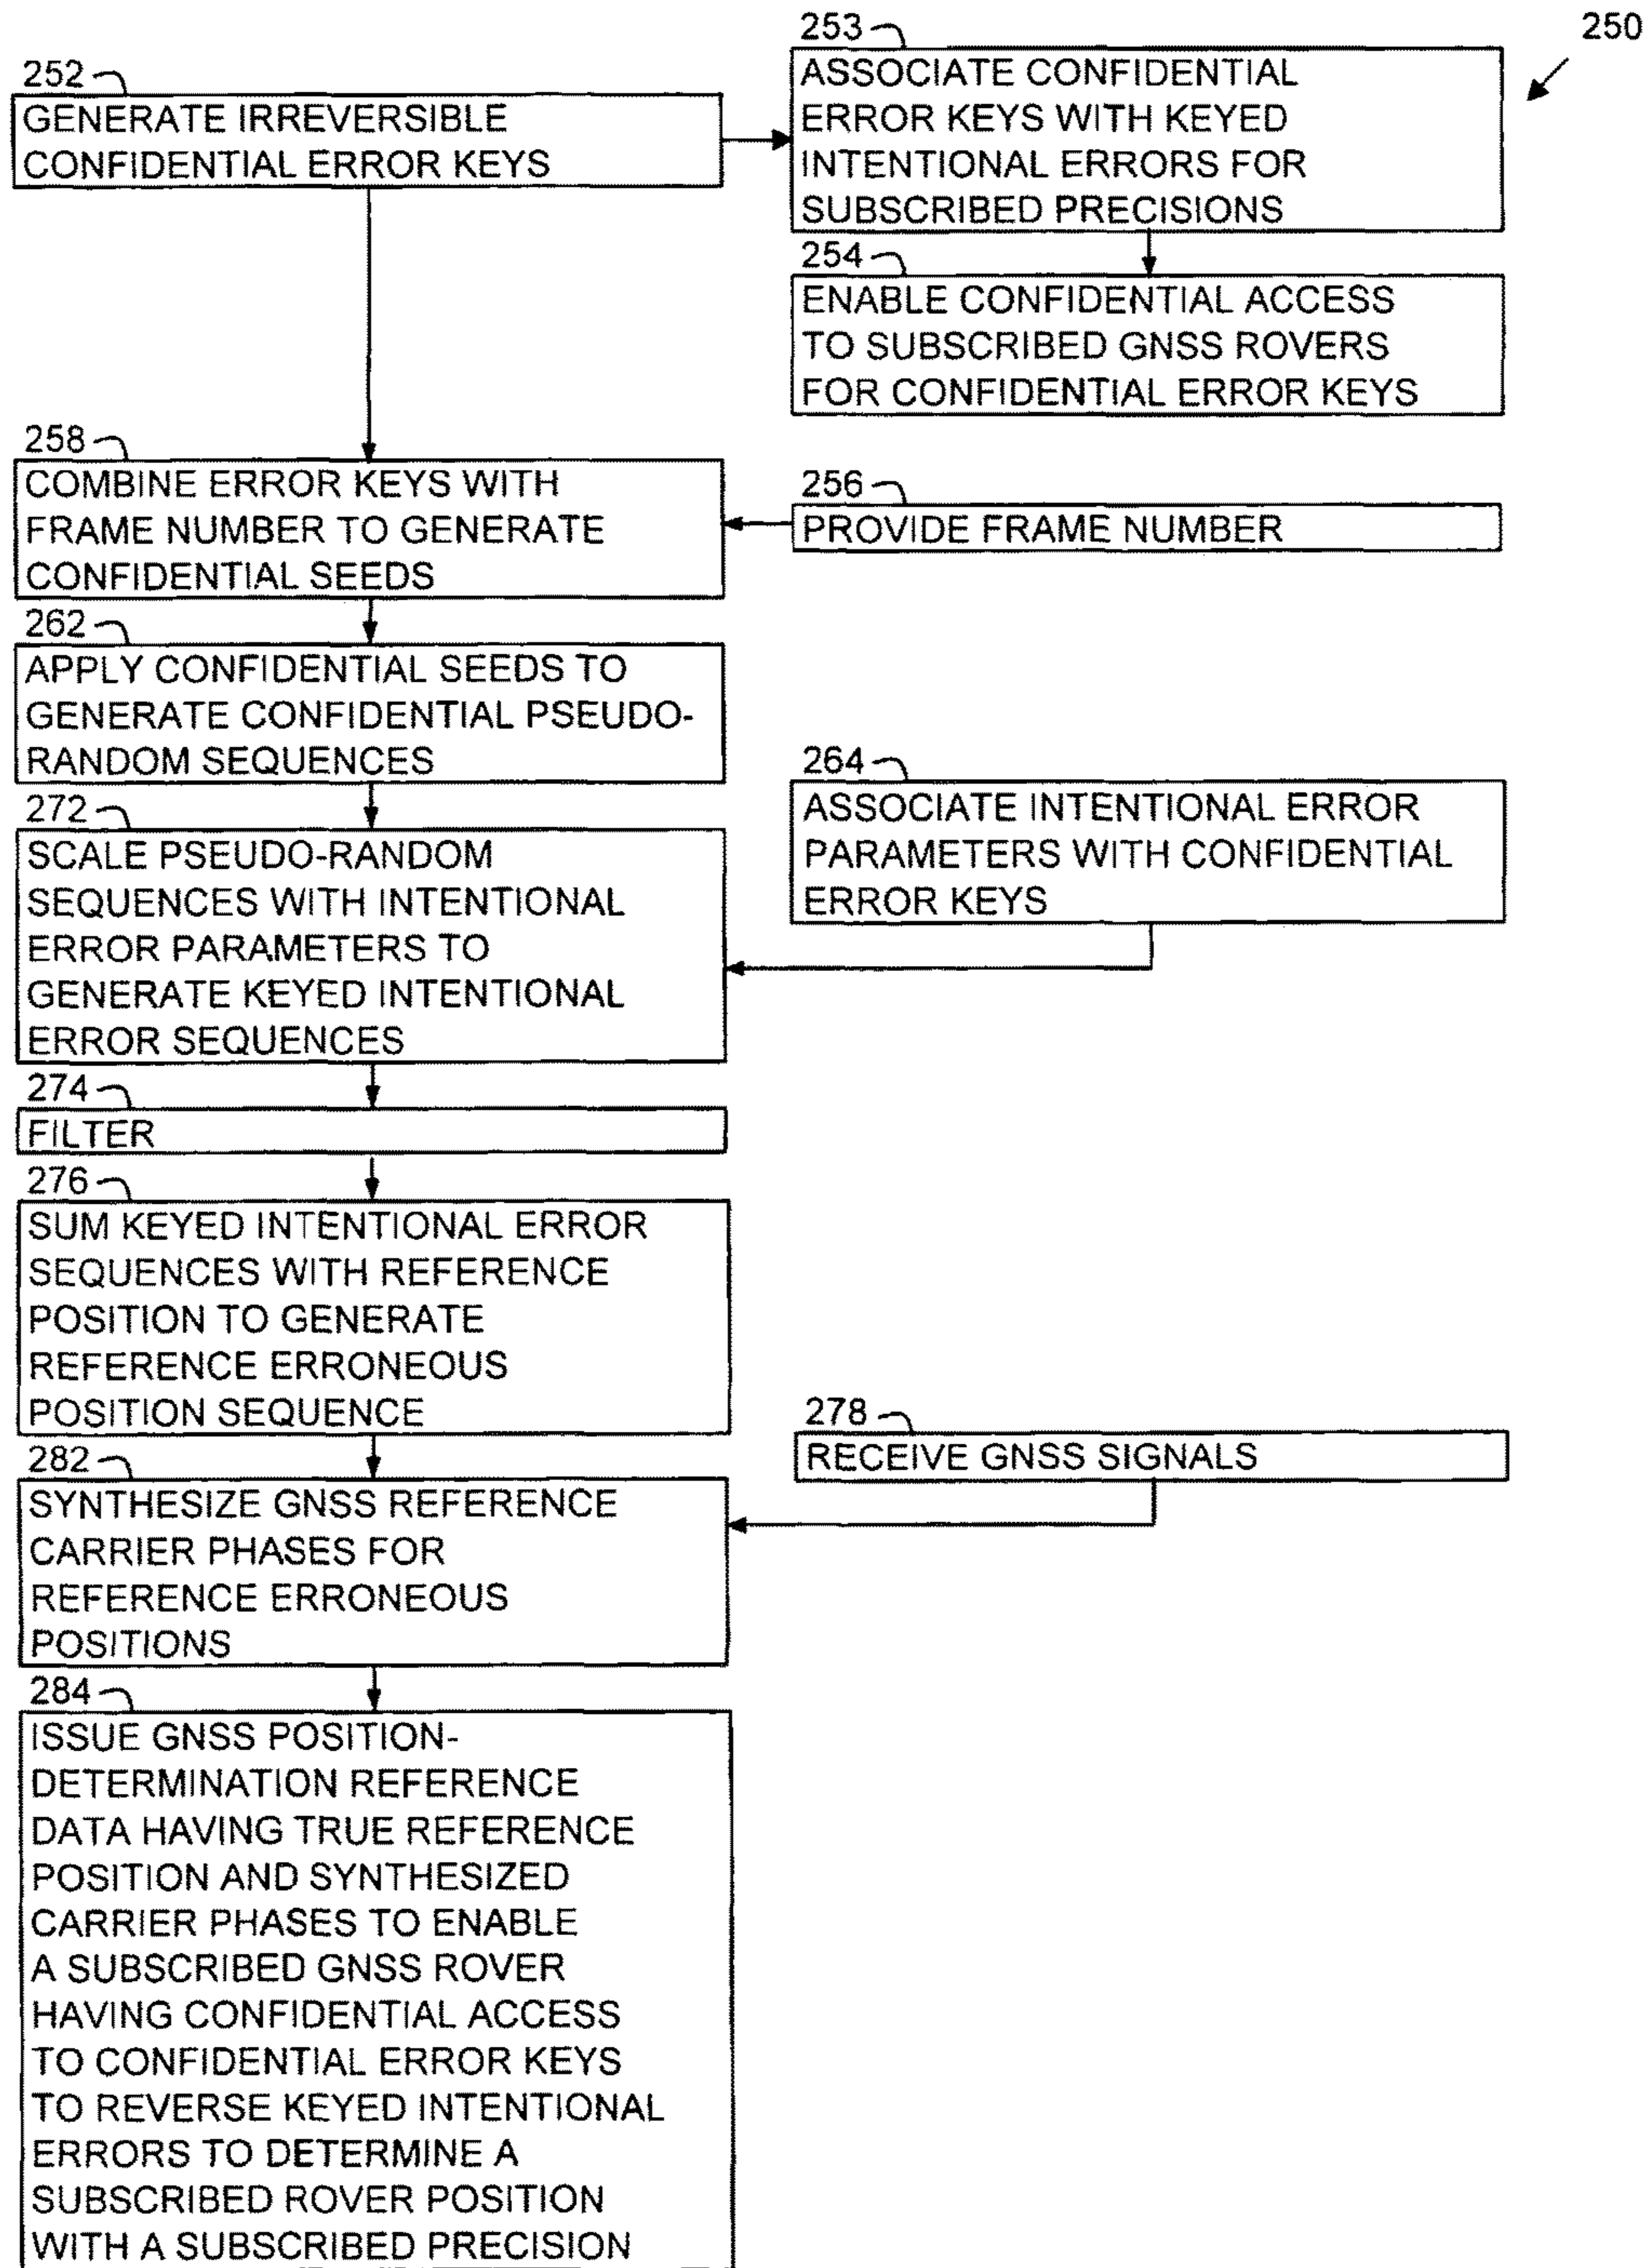 250
252
GENERATE IRREVERSIBLE
CONFIDENTIAL ERROR KEYS
253
ASSOCIATE CONFIDENTIAL
ERROR KEYS WITH KEYED
INTENTIONAL ERRORS FOR
SUBSCRIBED PRECISIONS
254
ENABLE CONFIDENTIAL ACCESS
TO SUBSCRIBED GNSS ROVERS
FOR CONFIDENTIAL ERROR KEYS
258
COMBINE ERROR KEYS WITH
FRAME NUMBER TO GENERATE
CONFIDENTIAL SEEDS
256
PROVIDE FRAME NUMBER
262
APPLY CONFIDENTIAL SEEDS TO
GENERATE CONFIDENTIAL PSEUDO-
RANDOM SEQUENCES
264
ASSOCIATE INTENTIONAL ERROR
PARAMETERS WITH CONFIDENTIAL
ERROR KEYS
272
SCALE PSEUDO-RANDOM
SEQUENCES WITH INTENTIONAL
ERROR PARAMETERS TO
GENERATE KEYED INTENTIONAL
ERROR SEQUENCES
274
FILTER
276
SUM KEYED INTENTIONAL ERROR
SEQUENCES WITH REFERENCE
POSITION TO GENERATE
REFERENCE ERRONEOUS
POSITION SEQUENCE
278
RECEIVE GNSS SIGNALS
282
SYNTHESIZE GNSS REFERENCE
CARRIER PHASES FOR
REFERENCE ERRONEOUS
POSITIONS
284
ISSUE GNSS POSITION-
DETERMINATION REFERENCE
DATA HAVING TRUE REFERENCE
POSITION AND SYNTHESIZED
CARRIER PHASES TO ENABLE
A SUBSCRIBED GNSS ROVER
HAVING CONFIDENTIAL ACCESS
TO CONFIDENTIAL ERROR KEYS
TO REVERSE KEYED INTENTIONAL
ERRORS TO DETERMINE A
SUBSCRIBED ROVER POSITION
WITH A SUBSCRIBED PRECISION